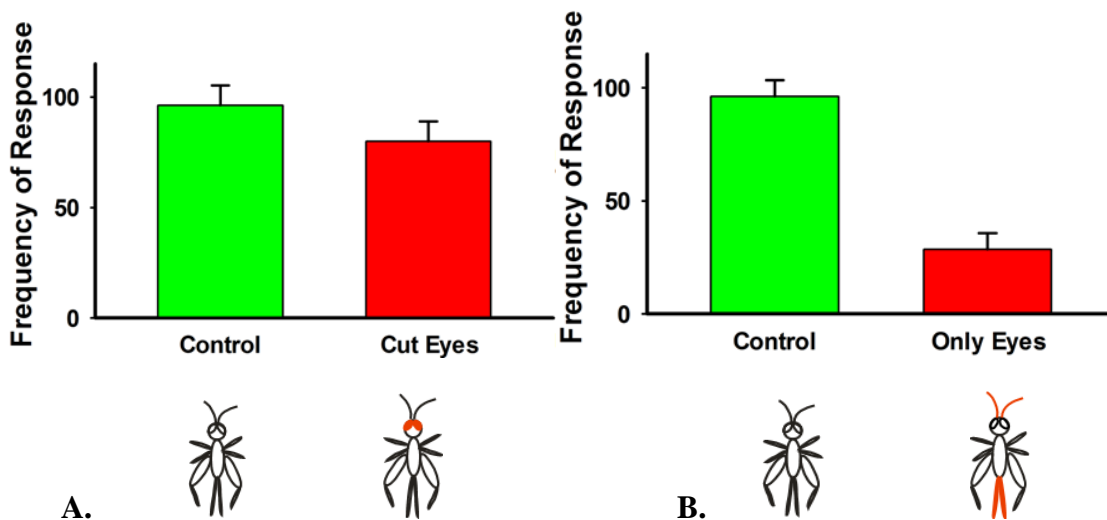 Frequency of Response
100
50
0
Control
Cut Eyes
A.
Frequency of Response
100
50
0
Control
Only Eyes
B.